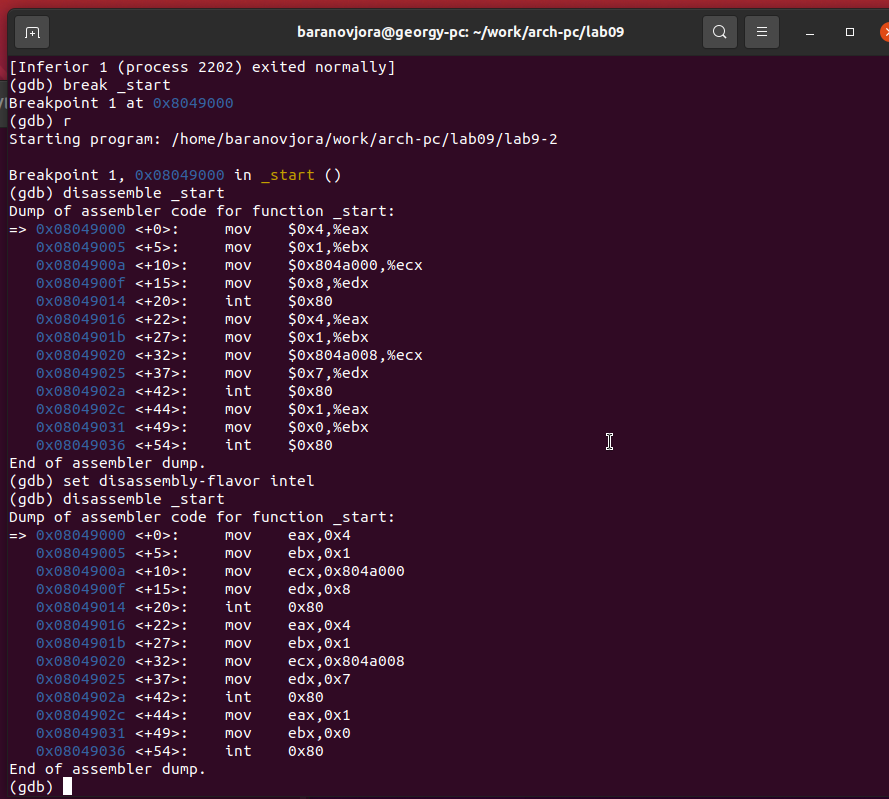 baranovjora@georgy-pc: ~/work/arch-pc/lab09
[Inferior 1 (process 2202) exited normally]
(gdb) break _start
Breakpoint 1 at 0x8049000
(gdb) r
Starting program: /home/baranovjora/work/arch-pc/lab09/lab9-2

Breakpoint 1, 0x08049000 in _start ()
(gdb) disassemble _start
Dump of assembler code for function _start:
=> 0x08049000 <+0>:	mov    $0x4,%eax
   0x08049005 <+5>:	mov    $0x1,%ebx
   0x0804900a <+10>:	mov    $0x804a000,%ecx
   0x0804900f <+15>:	mov    $0x8,%edx
   0x08049014 <+20>:	int    $0x80
   0x08049016 <+22>:	mov    $0x4,%eax
   0x0804901b <+27>:	mov    $0x1,%ebx
   0x08049020 <+32>:	mov    $0x804a008,%ecx
   0x08049025 <+37>:	mov    $0x7,%edx
   0x0804902a <+42>:	int    $0x80
   0x0804902c <+44>:	mov    $0x1,%eax
   0x08049031 <+49>:	mov    $0x0,%ebx
   0x08049036 <+54>:	int    $0x80
End of assembler dump.
(gdb) set disassembly-flavor intel
(gdb) disassemble _start
Dump of assembler code for function _start:
=> 0x08049000 <+0>:	mov    eax,0x4
   0x08049005 <+5>:	mov    ebx,0x1
   0x0804900a <+10>:	mov    ecx,0x804a000
   0x0804900f <+15>:	mov    edx,0x8
   0x08049014 <+20>:	int    0x80
   0x08049016 <+22>:	mov    eax,0x4
   0x0804901b <+27>:	mov    ebx,0x1
   0x08049020 <+32>:	mov    ecx,0x804a008
   0x08049025 <+37>:	mov    edx,0x7
   0x0804902a <+42>:	int    0x80
   0x0804902c <+44>:	mov    eax,0x1
   0x08049031 <+49>:	mov    ebx,0x0
   0x08049036 <+54>:	int    0x80
End of assembler dump.
(gdb)